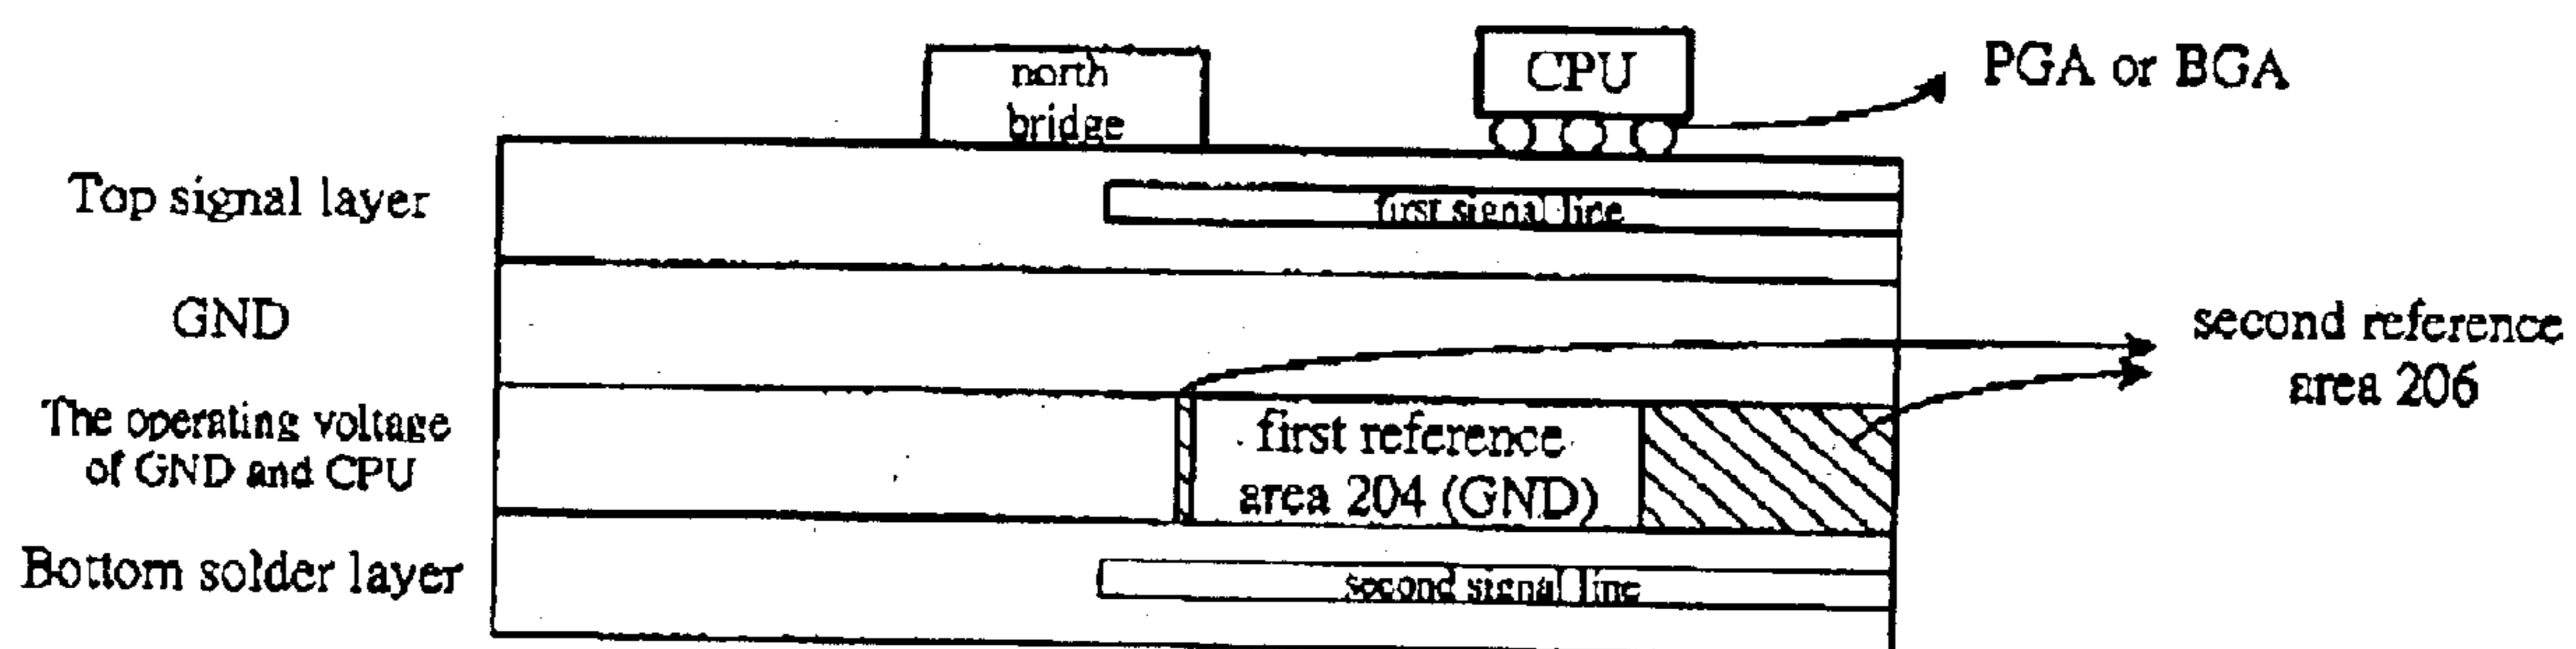 north
bridge
CPU
PGA or BGA
Top signal layer
first signal line
GND
second reference
area 206
The operating voltage
of GND and CPU
first reference
area 204 (GND)
Bottom solder layer
second signal line